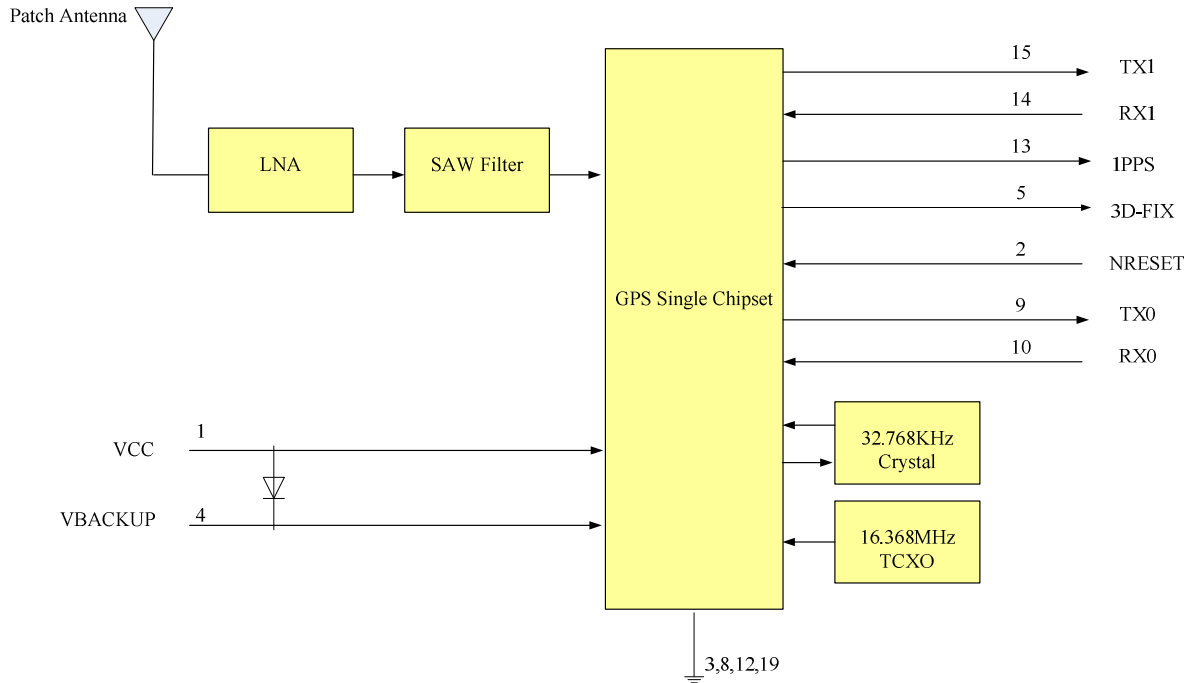 Patch Antenna
LNA
SAW Filter
GPS Single Chipset
15
TX1
14
RX1
13
1PPS
5
3D-FIX
2
NRESET
9
TX0
10
RX0
VCC
1
VBACKUP
4
32.768KHz
Crystal
16.368MHz
TCXO
3,8,12,19